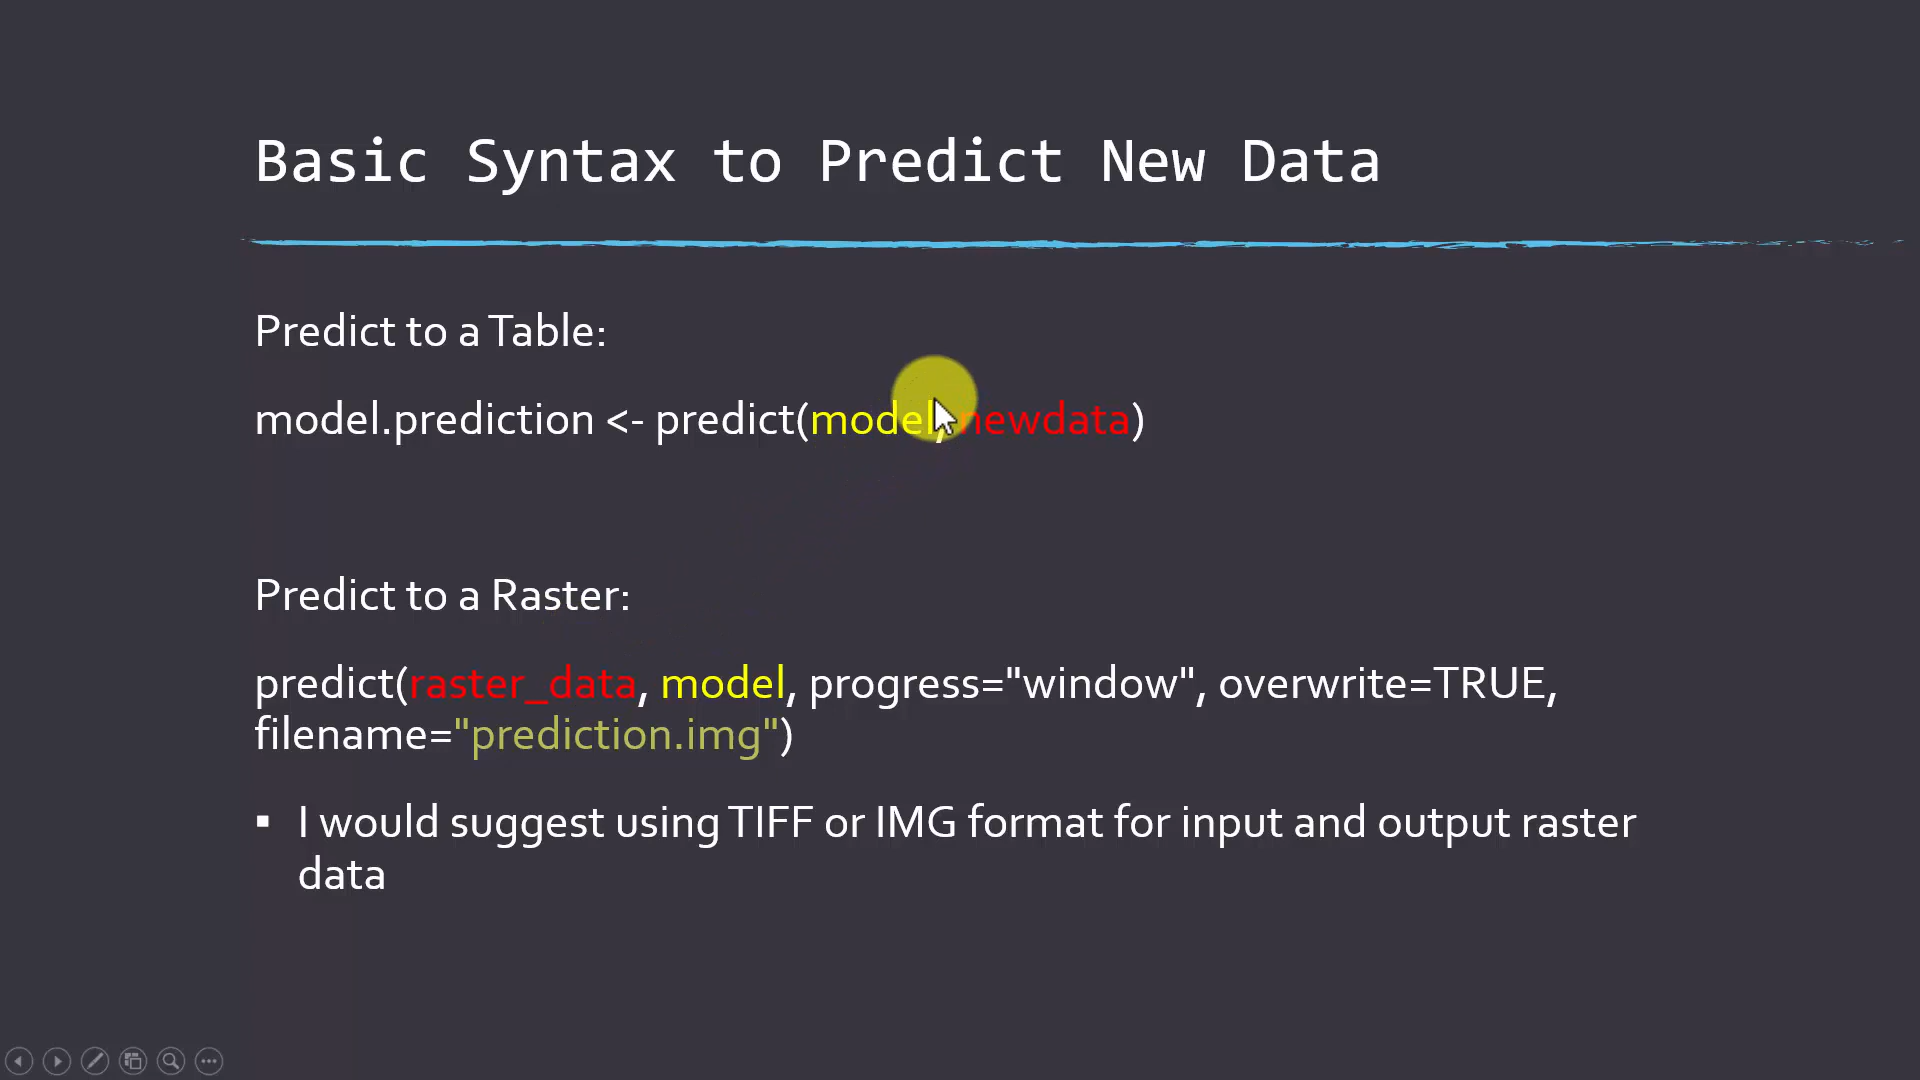 Basic Syntax to Predict New Data
Predict to a Table:
model.prediction <- predict(model, newdata)
Predict to a Raster:
predict(raster_data, model, progress="window", overwrite=TRUE,
filename="prediction.img")
▪ I would suggest using TIFF or IMG format for input and output raster
data